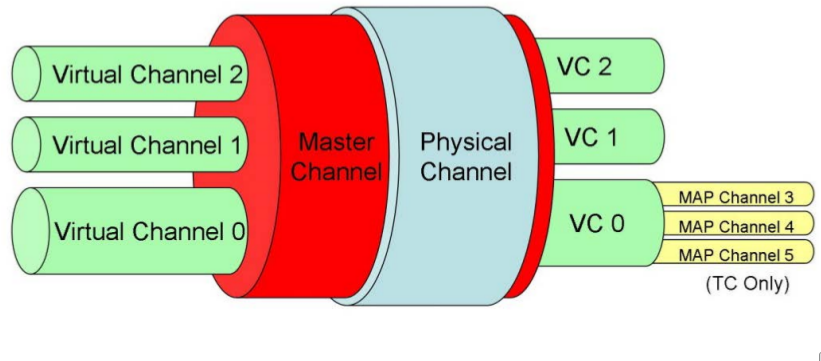 Virtual Channel 2
Virtual Channel 1
Virtual Channel 0
Master
Channel
Physical
Channel
VC 2
VC 1
VC 0
MAP Channel 3
MAP Channel 4
MAP Channel 5
(TC Only)